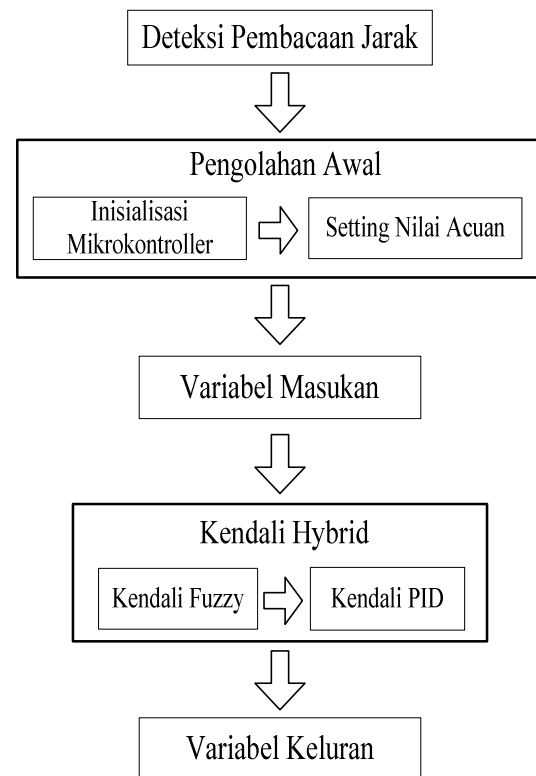 Deteksi Pembacaan Jarak
Pengolahan Awal
Inisialisasi
Mikrokontroller
Setting Nilai Acuan
Variabel Masukan
Kendali Hybrid
Kendali Fuzzy
Kendali PID
Variabel Keluran